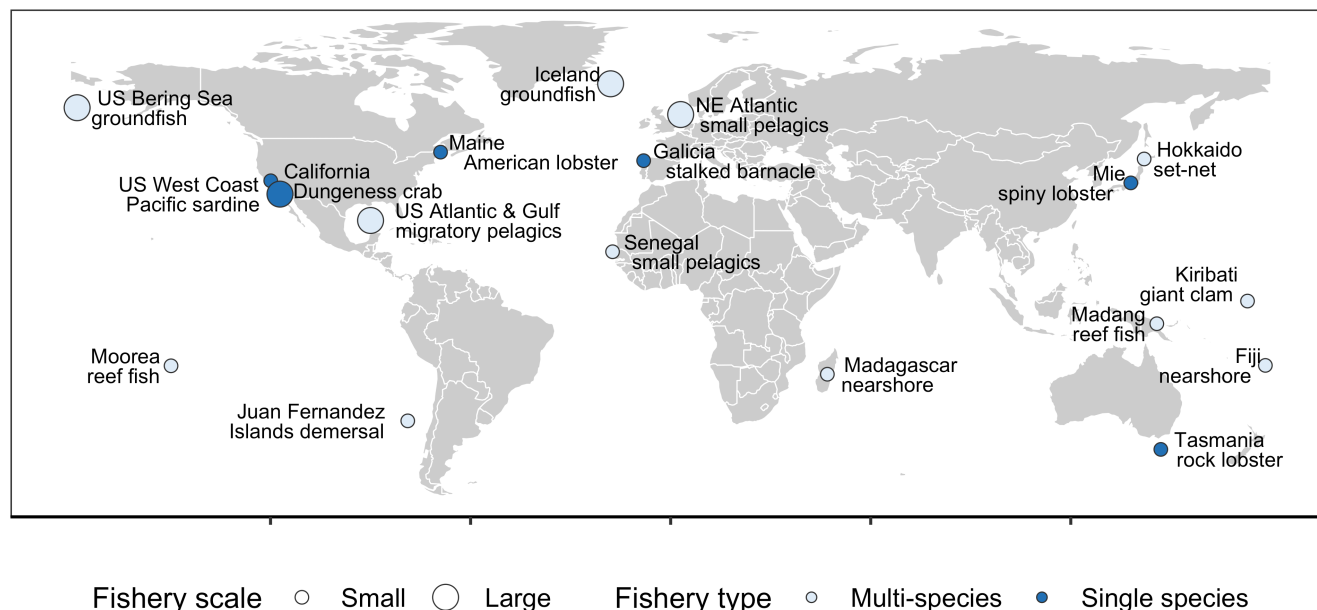 Iceland
groundfish
US Bering Sea
groundfish
NE Atlantic
small pelagics
Maine
American lobster
Galicia
stalked barnacle
Hokkaido
set-net
Mie
spiny lobster
California
Dungeness crab
US West Coast
Pacific sardine
US Atlantic & Gulf
migratory pelagics
Senegal
small pelagics
Kiribati
giant clam
Madang
reef fish
Moorea
reef fish
Madagascar
nearshore
Fiji
nearshore
Juan Fernandez
Islands demersal
Tasmania
rock lobster
Fishery scale Small Large Fishery type Multi-species Single species